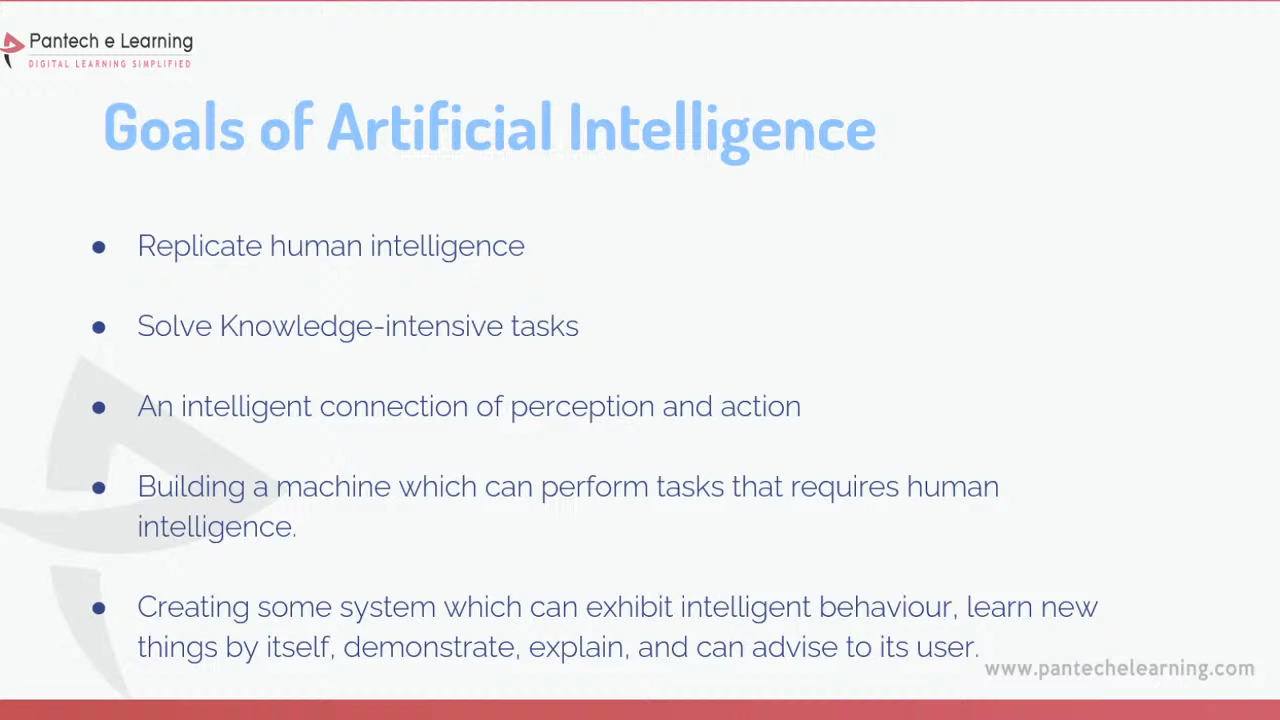 Pantech e Learning
DIGITAL LEARNING SIMPLIFIED
Goals of Artificial Intelligence
● Replicate human intelligence
● Solve Knowledge-intensive tasks
● An intelligent connection of perception and action
● Building a machine which can perform tasks that requires human
intelligence.
● Creating some system which can exhibit intelligent behaviour, learn new
things by itself, demonstrate, explain, and can advise to its user.
www.pantechelearning.com